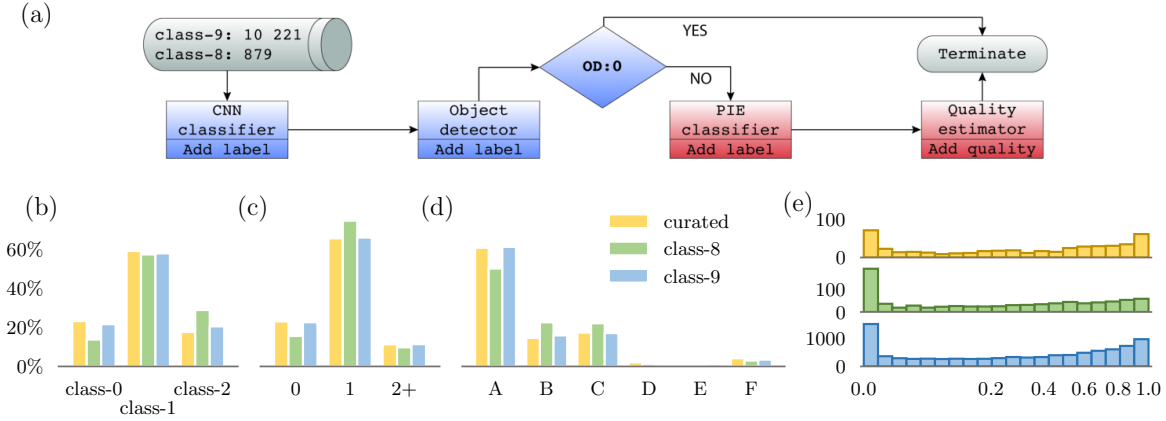 (a)
class-9: 10 221
class-8: 879
CNN
classifier
Add label
Object
detector
Add label
OD:0
YES
NO
PIE
classifier
Add label
Terminate
Quality
estimator
Add quality
(b)
60%
40%
20%
0%
class-0
class-1
class-2
(c)
0
1
2+
(d)
A
B
C
D
E
F
curated
class-8
class-9
(e)
100
0
100
0
1000
0
0.0
0.2
0.4
0.6
0.8
1.0